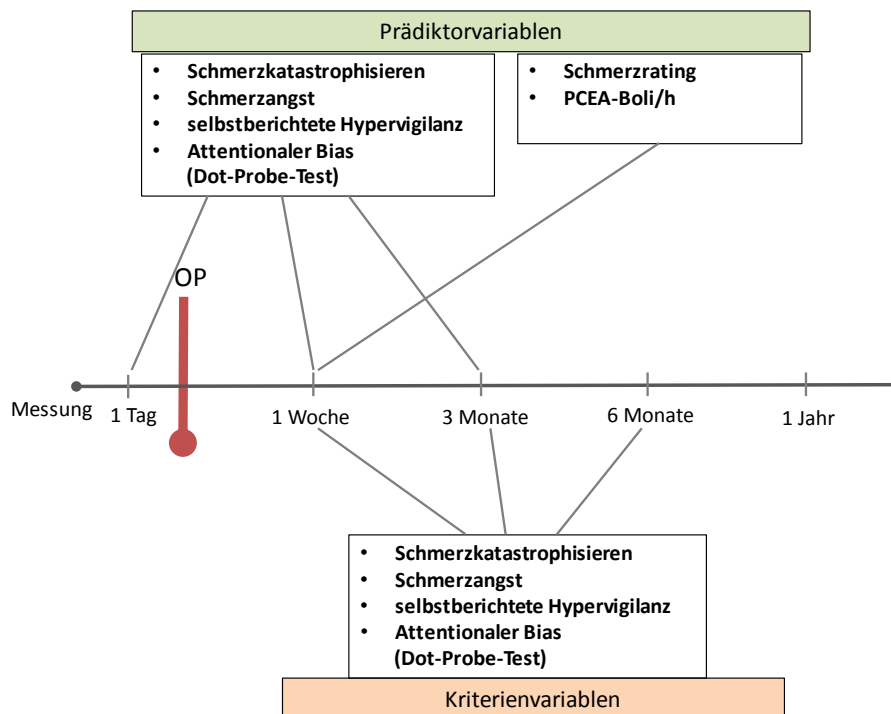 Prädiktorvariablen
• Schmerzkatastrophisieren
• Schmerzangst
• selbstberichtete Hypervigilanz
• Attentionaler Bias
(Dot-Probe-Test)
• Schmerzrating
• PCEA-Boli/h
OP
Messung
1 Tag
1 Woche
3 Monate
6 Monate
1 Jahr
• Schmerzkatastrophisieren
• Schmerzangst
• selbstberichtete Hypervigilanz
• Attentionaler Bias
(Dot-Probe-Test)
Kriterienvariablen